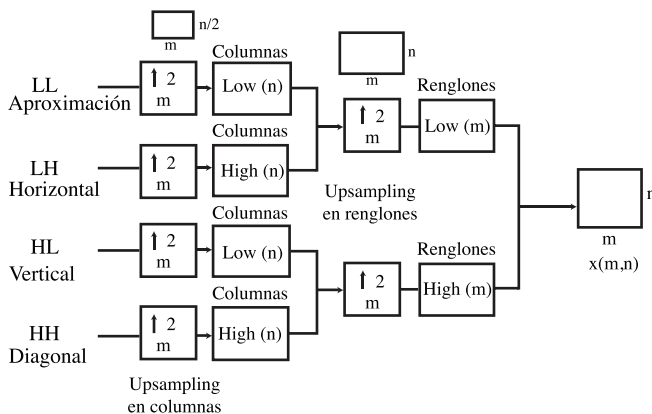 n/2
m
Columnas
LL
Aproximación
↑ 2
m
Low (n)
n
m
Renglones
↑ 2
m
Low (m)
Columnas
LH
Horizontal
↑ 2
m
High (n)
Upsampling
en renglones
n
m
x(m,n)
Columnas
HL
Vertical
↑ 2
m
Low (n)
Renglones
↑ 2
m
High (m)
Columnas
HH
Diagonal
↑ 2
m
High (n)
Upsampling
en columnas